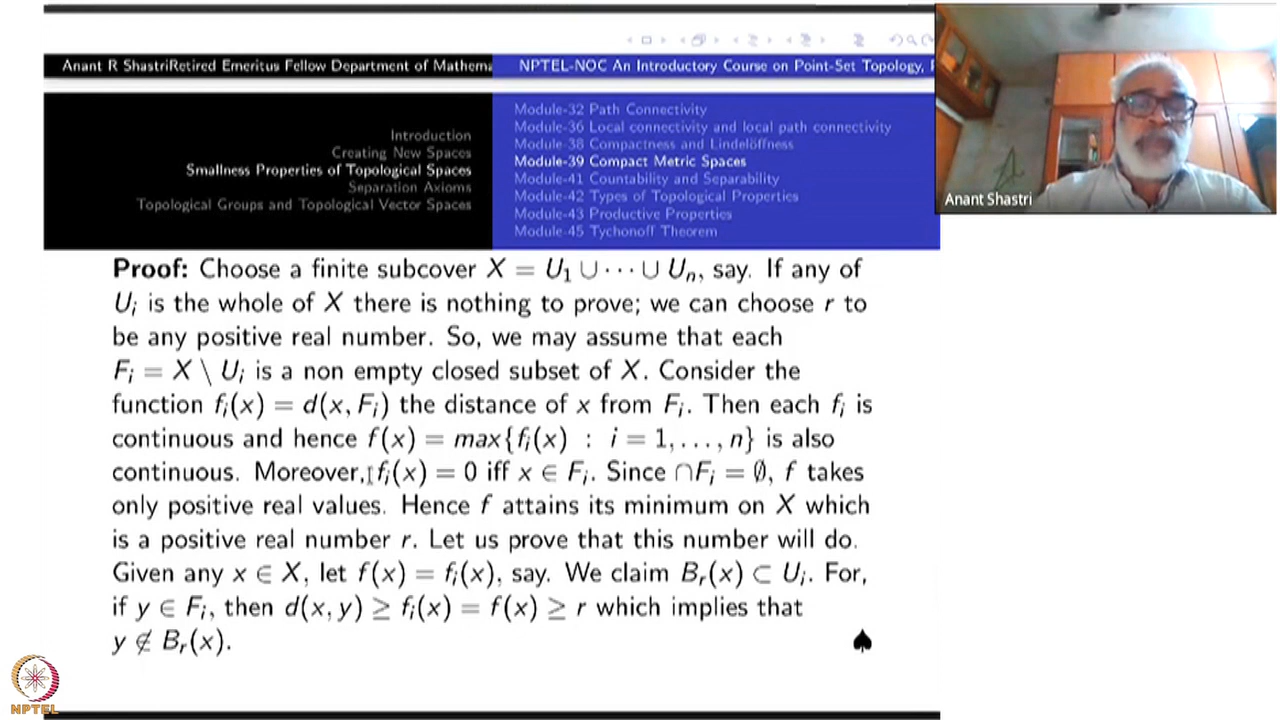 Anant R ShastriRetired Emeritus Fellow Department of Mathema
NPTEL-NOC An Introductory Course on Point-Set Topology, P
Introduction
Creating New Spaces
Smallness Properties of Topological Spaces
Separation Axioms
Topological Groups and Topological Vector Spaces
Module-32 Path Connectivity
Module-36 Local connectivity and local path connectivity
Module-38 Compactness and Lindelöffness
Module-39 Compact Metric Spaces
Module-41 Countability and Separability
Module-42 Types of Topological Properties
Module-43 Productive Properties
Module-45 Tychonoff Theorem
Anant Shastri
Proof: Choose a finite subcover X = U₁ ∪ ··· ∪ Uₙ, say. If any of
Uᵢ is the whole of X there is nothing to prove; we can choose r to
be any positive real number. So, we may assume that each
Fᵢ = X \ Uᵢ is a non empty closed subset of X. Consider the
function fᵢ(x) = d(x, Fᵢ) the distance of x from Fᵢ. Then each fᵢ is
continuous and hence f(x) = max{fᵢ(x) : i = 1, . . . , n} is also
continuous. Moreover, fᵢ(x) = 0 iff x ∈ Fᵢ. Since ∩Fᵢ = ∅, f takes
only positive real values. Hence f attains its minimum on X which
is a positive real number r. Let us prove that this number will do.
Given any x ∈ X, let f(x) = fᵢ(x), say. We claim Bᵣ(x) ⊂ Uᵢ. For,
if y ∈ Fᵢ, then d(x, y) ≥ fᵢ(x) = f(x) ≥ r which implies that
y ∉ Bᵣ(x). ♠
NPTEL